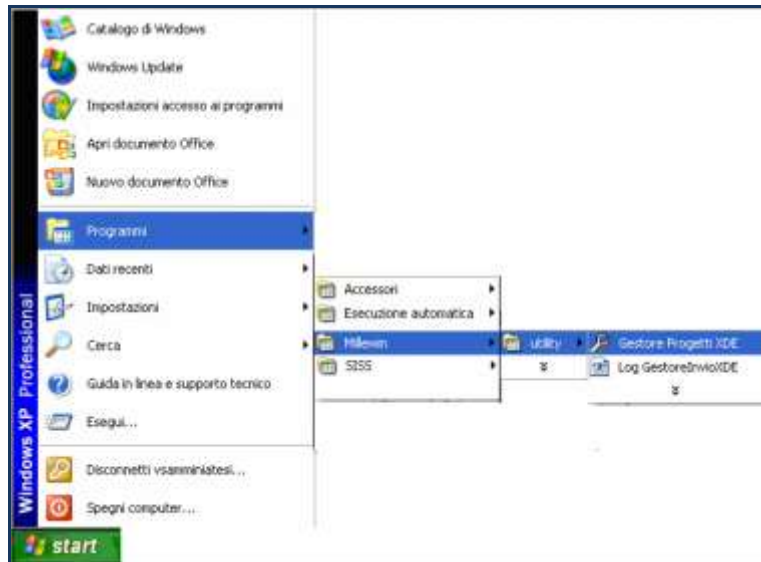 Catalogo di Windows
Windows Update
Impostazioni accesso ai programmi
Apri documento Office
Nuovo documento Office
Programmi
Dati recenti
Impostazioni
Cerca
Guida in linea e supporto tecnico
Esegui...
Disconnetti vsamminiatesi...
Spegni computer...
Accessori
Esecuzione automatica
Millewin
SISS
utility
Gestore Progetti XDE
Log GestoreInvioXDE
Windows XP Professional
start